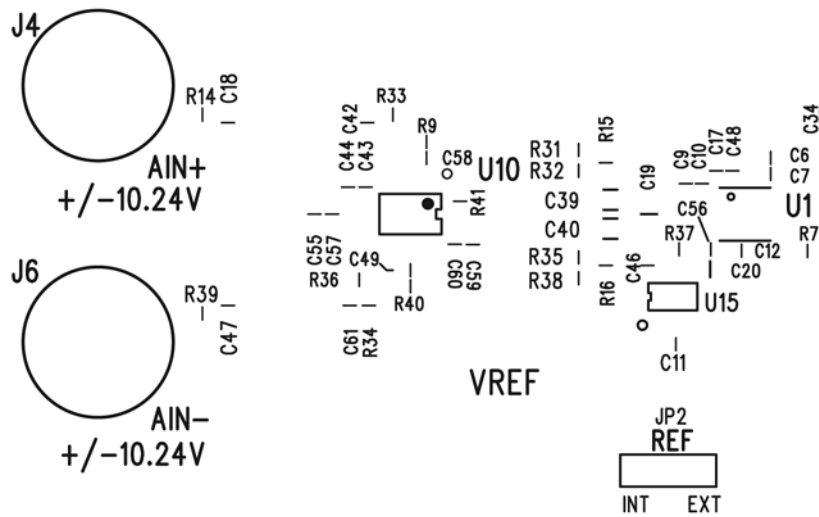 J4
R14
C18
AIN+
+/-10.24V
C42
R33
R9
C44
C43
C58
U10
R41
R31
R32
R15
C39
C40
C19
R35
R38
R16
C46
C9
C10
C17
C48
C34
C6
C7
U1
C56
R37
C20
C12
R7
U15
C11
C55
C57
C49
R36
R40
C60
C59
C61
R34
J6
R39
C47
AIN-
+/-10.24V
VREF
JP2
REF
INT EXT